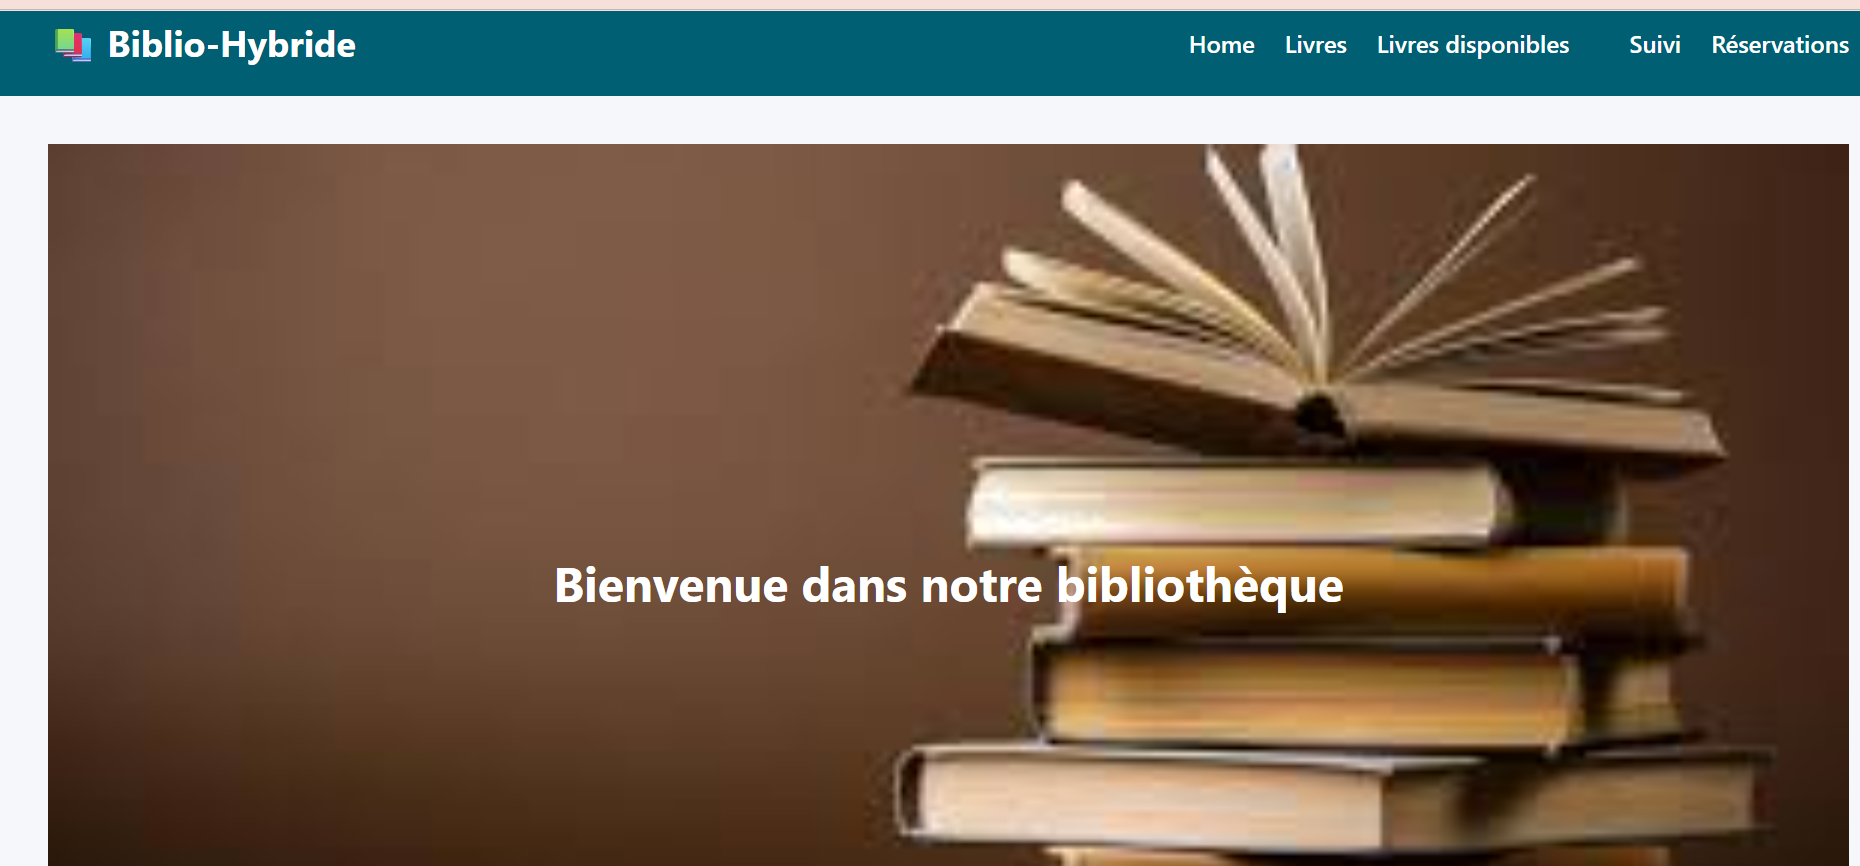 Biblio-Hybride
Home Livres Livres disponibles Suivi Réservations
Bienvenue dans notre bibliothèque